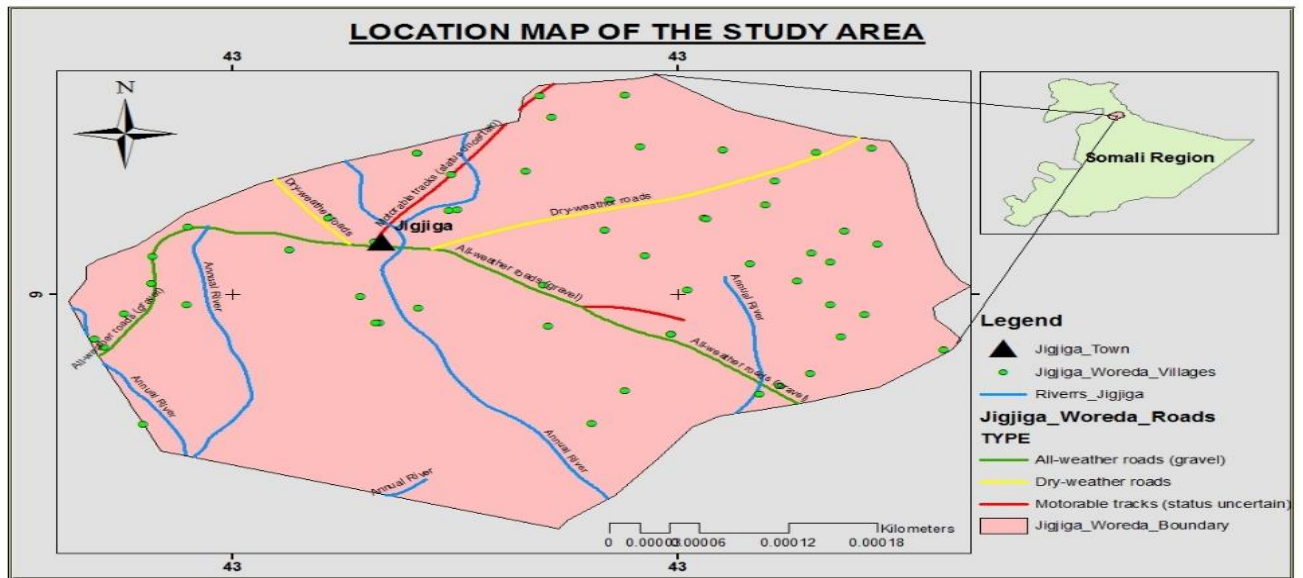 LOCATION MAP OF THE STUDY AREA
43
43
N
Somali Region
Motorable tracks (status uncertain)
Dry-weather roads
Dry-weather roads
Jigjiga
All-weather roads (gravel)
Annual River
Annual River
9
All-weather roads (gravel)
All-weather roads (gravel)
Annual River
Annual River
Annual River
Legend
Jigjiga_Town
Jigjiga_Woreda_Villages
Riverrs_Jigjiga
Jigjiga_Woreda_Roads
TYPE
All-weather roads (gravel)
Dry-weather roads
Motorable tracks (status uncertain)
Jigjiga_Woreda_Boundary
Kilometers
0 0.00003 0.00006 0.00012 0.00018
43
43